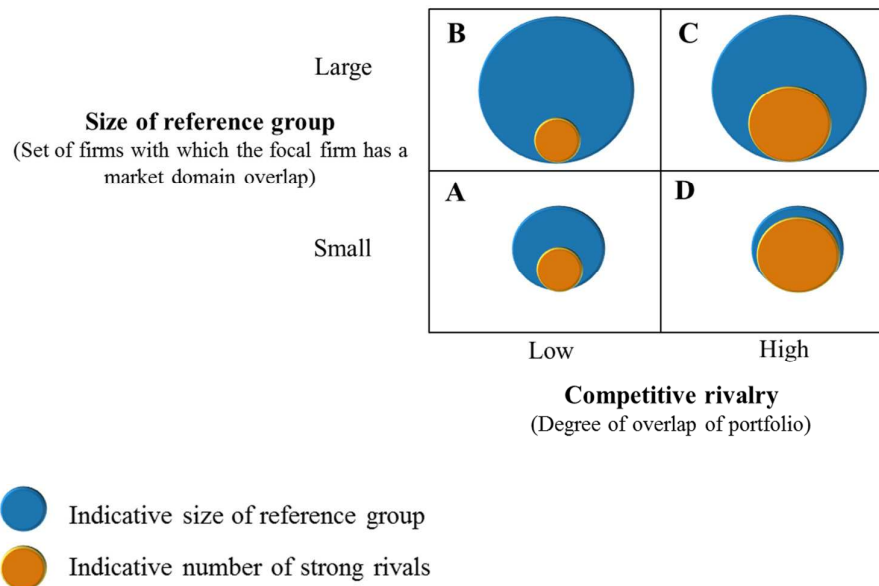 B
C
Large
Size of reference group
(Set of firms with which the focal firm has a
market domain overlap)
A
D
Small
Low
High
Competitive rivalry
(Degree of overlap of portfolio)
Indicative size of reference group
Indicative number of strong rivals